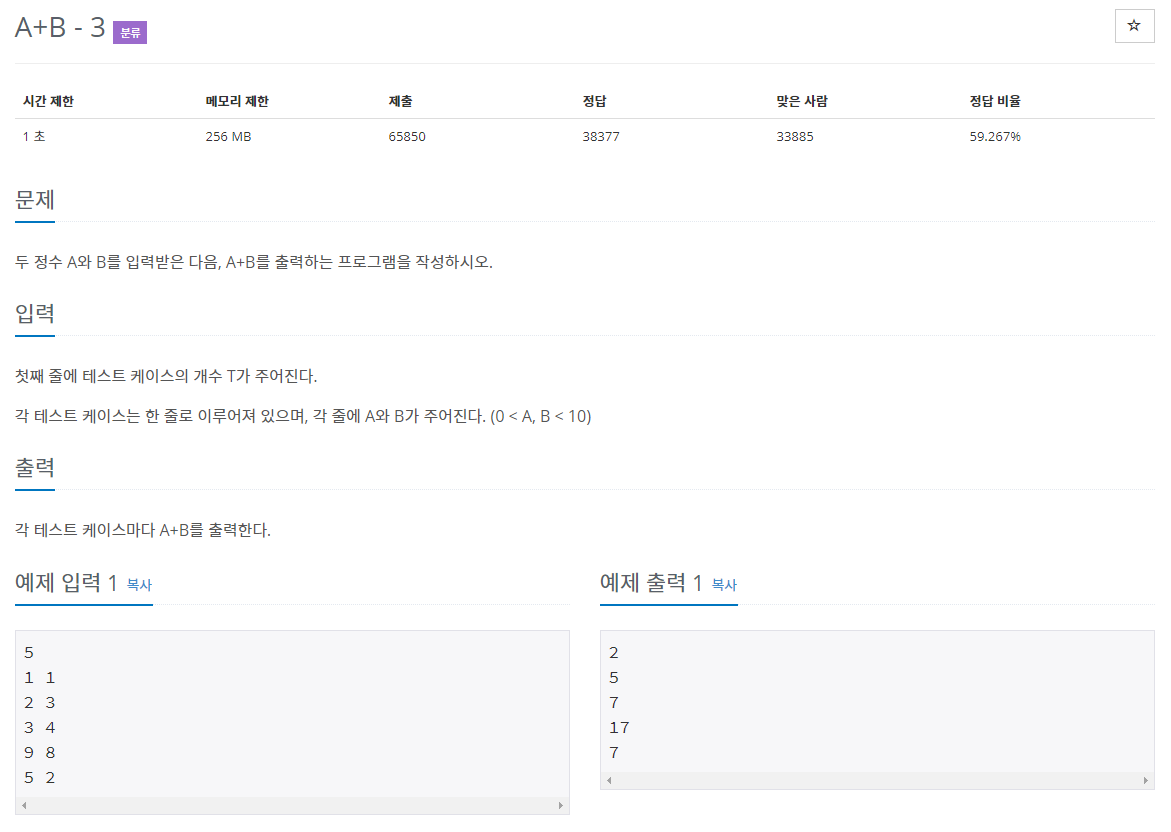 A+B - 3 분류
☆
시간 제한 메모리 제한 제출 정답 맞은 사람 정답 비율
1 초 256 MB 65850 38377 33885 59.267%
문제
두 정수 A와 B를 입력받은 다음, A+B를 출력하는 프로그램을 작성하시오.
입력
첫째 줄에 테스트 케이스의 개수 T가 주어진다.
각 테스트 케이스는 한 줄로 이루어져 있으며, 각 줄에 A와 B가 주어진다. (0 < A, B < 10)
출력
각 테스트 케이스마다 A+B를 출력한다.
예제 입력 1 복사
5
1 1
2 3
3 4
9 8
5 2
예제 출력 1 복사
2
5
7
17
7